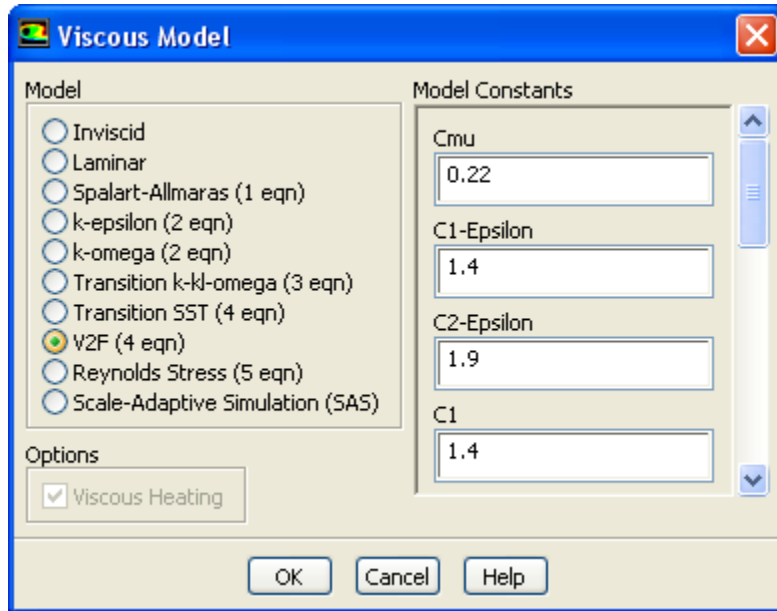 Viscous Model
Model
Inviscid
Laminar
Spalart-Allmaras (1 eqn)
k-epsilon (2 eqn)
k-omega (2 eqn)
Transition k-kl-omega (3 eqn)
Transition SST (4 eqn)
V2F (4 eqn)
Reynolds Stress (5 eqn)
Scale-Adaptive Simulation (SAS)
Options
Viscous Heating
Model Constants
Cmu
0.22
C1-Epsilon
1.4
C2-Epsilon
1.9
C1
1.4
OK Cancel Help